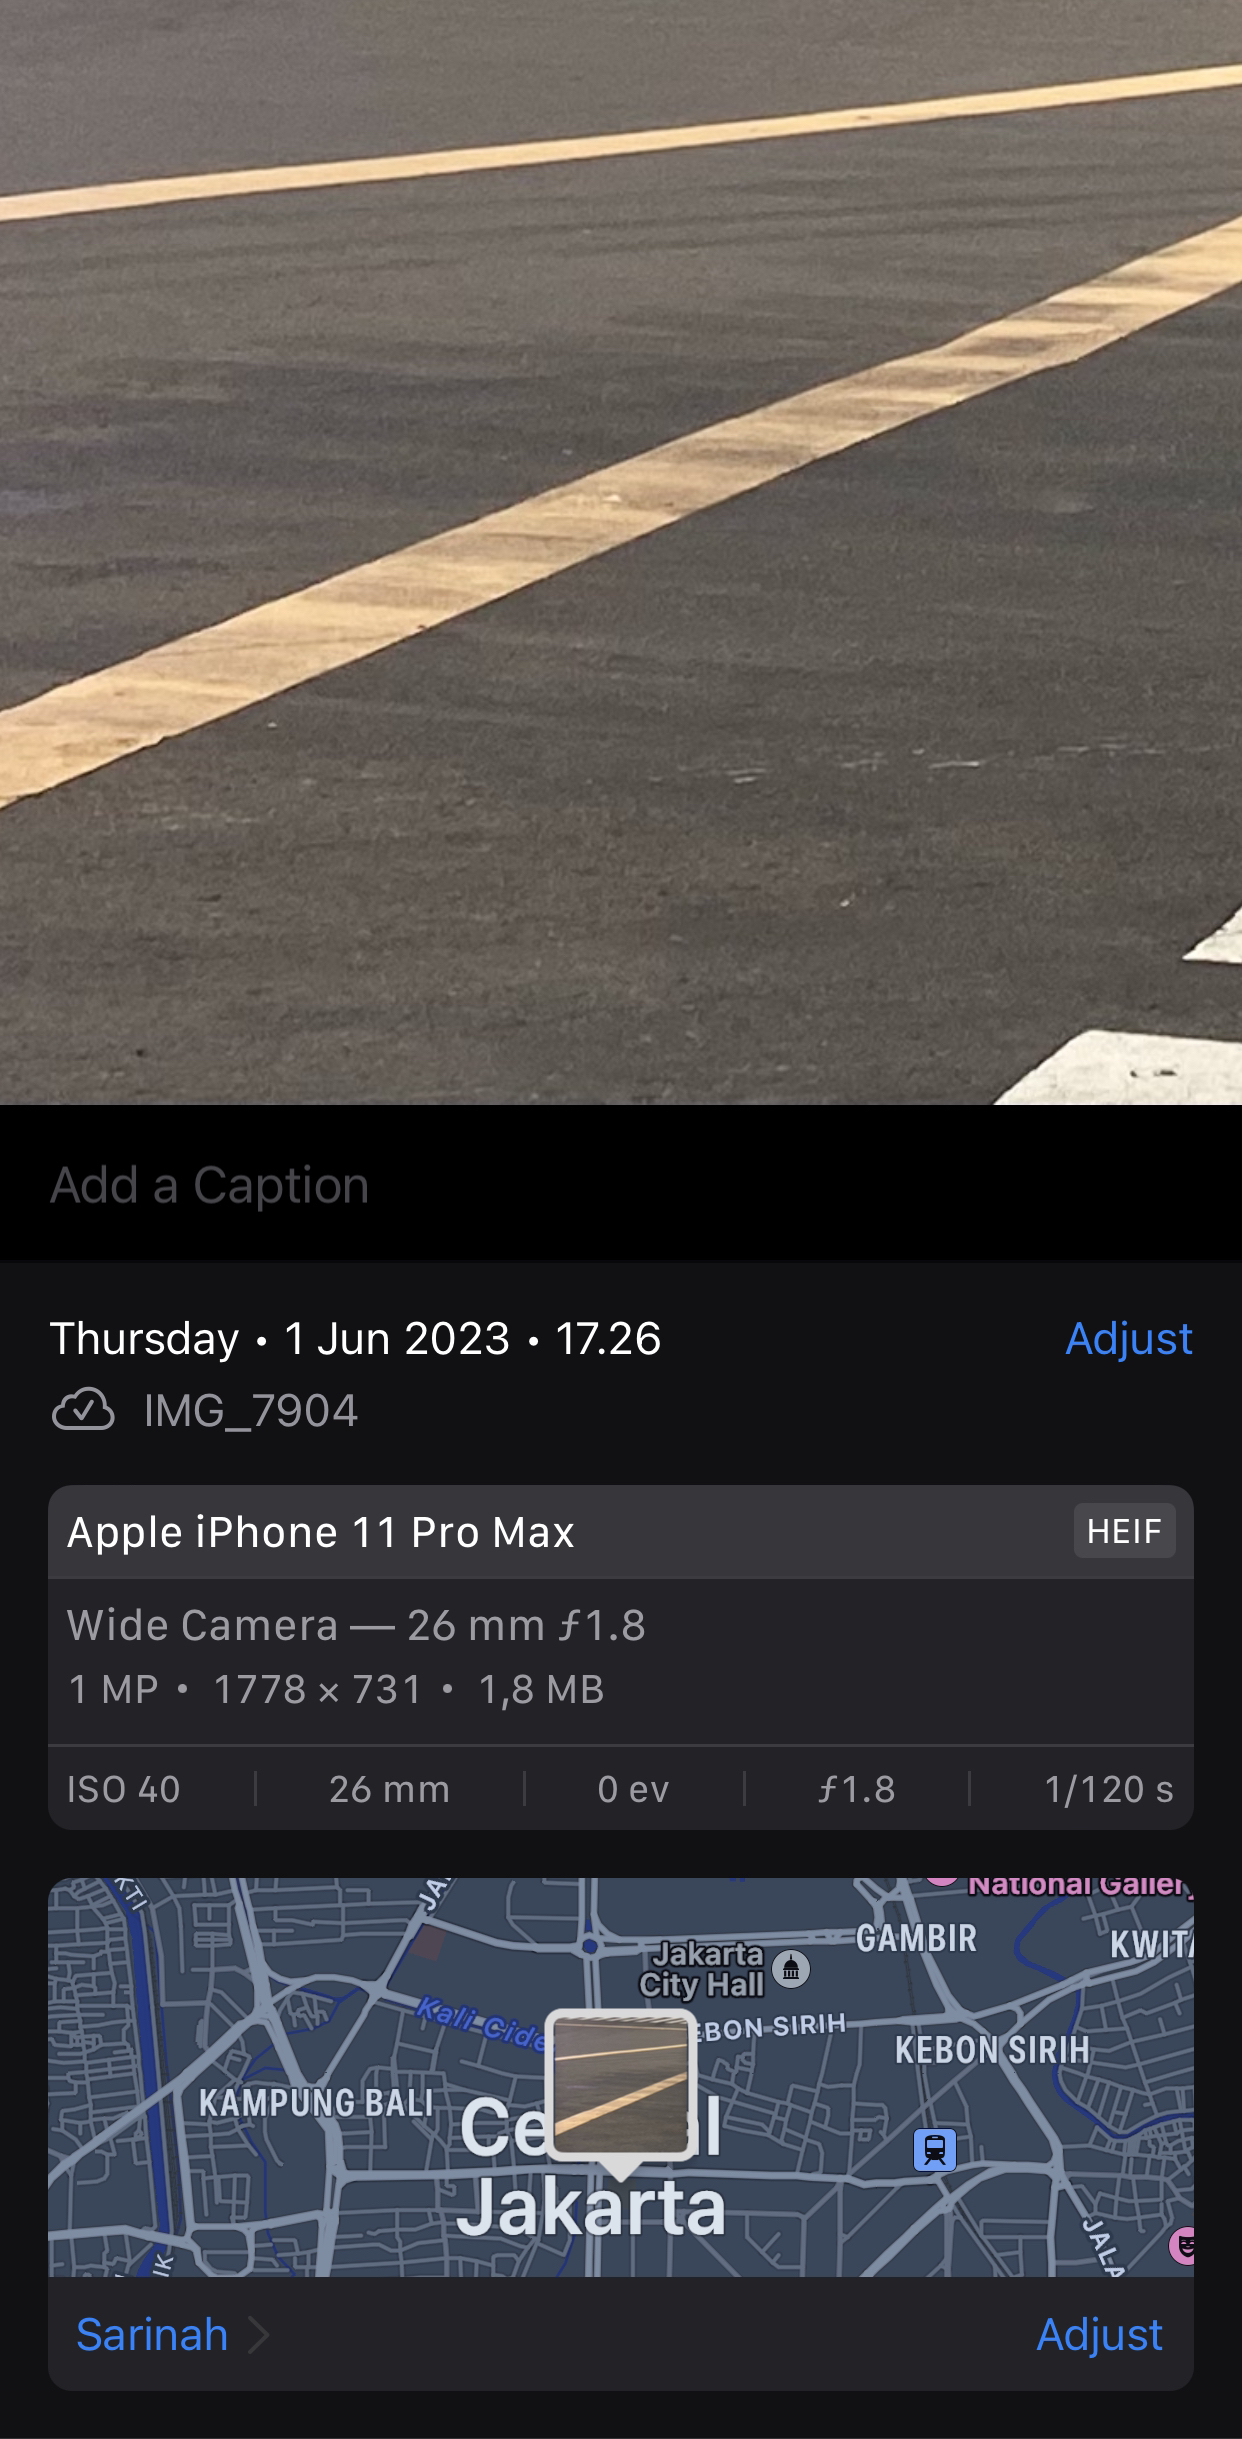 Add a Caption
Thursday • 1 Jun 2023 • 17.26
Adjust
IMG_7904
Apple iPhone 11 Pro Max
HEIF
Wide Camera — 26 mm ƒ1.8
1 MP • 1778 × 731 • 1,8 MB
ISO 40
26 mm
0 ev
ƒ1.8
1/120 s
National Gallery
GAMBIR
KWITA
Jakarta
City Hall
Kali Cide
EBON SIRIH
KEBON SIRIH
KAMPUNG BALI
Ce al
Jakarta
JALA
Sarinah
Adjust